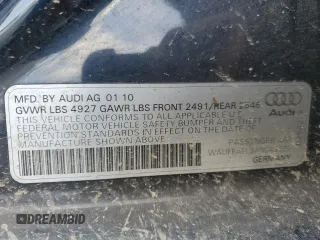 MFD. BY AUDI AG 01 10
GVWR LBS 4927 GAWR LBS FRONT 2491/REAR 2646
THIS VEHICLE CONFORMS TO ALL APPLICABLE U.S.
FEDERAL MOTOR VEHICLE SAFETY BUMPER AND THEFT
PREVENTION STANDARDS IN EFFECT ON THE DATE OF
MANUFACTURE SHOWN ABOVE
Audi
GERMANY
DREAMBID